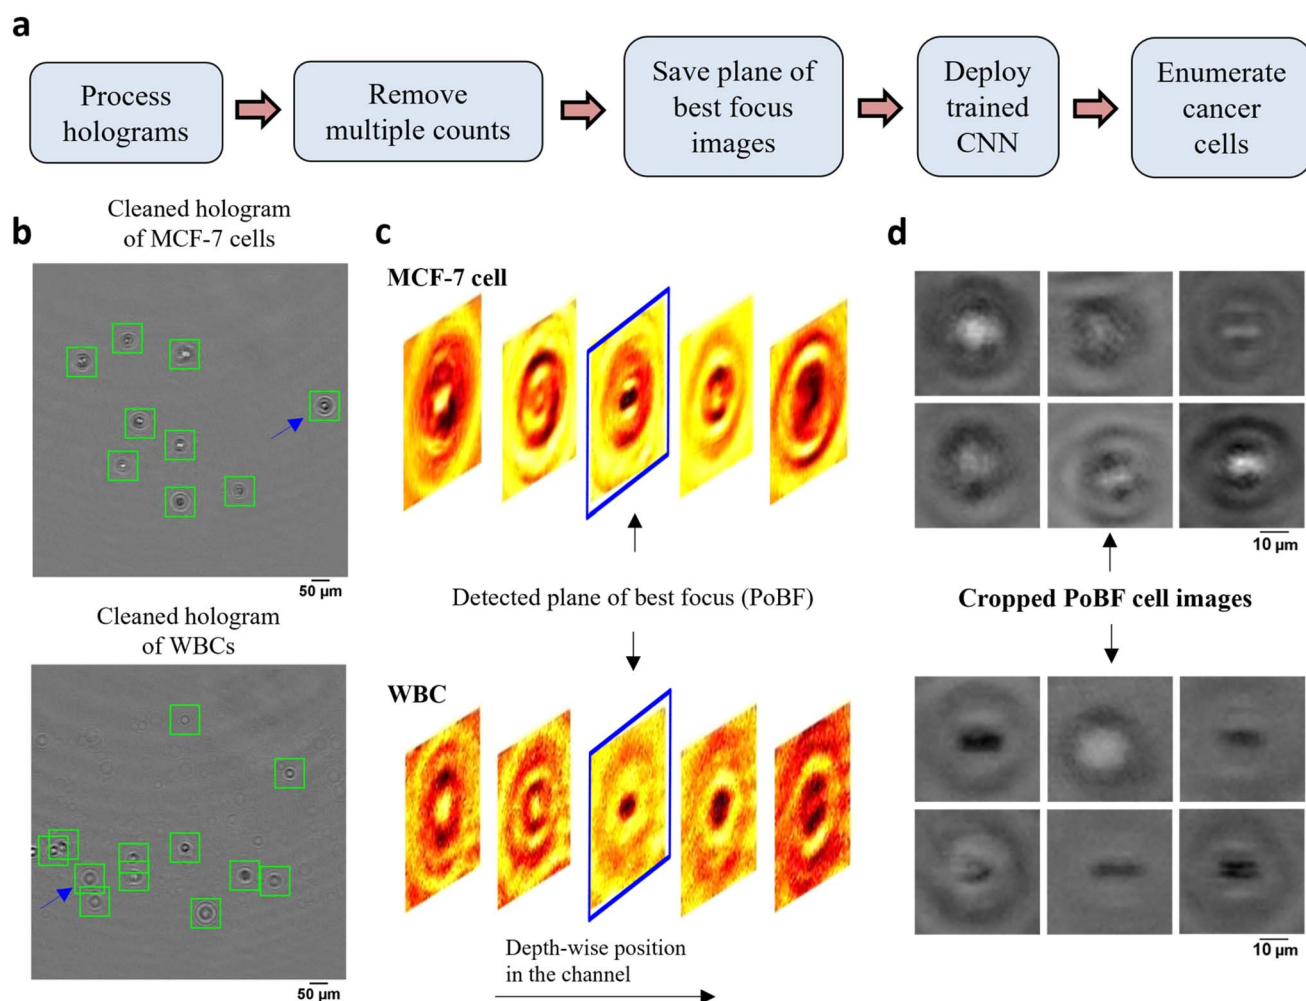 a
Process
holograms
Remove
multiple counts
Save plane of
best focus
images
Deploy
trained
CNN
Enumerate
cancer
cells
b
Cleaned hologram
of MCF-7 cells
50 µm
Cleaned hologram
of WBCs
50 µm
c
MCF-7 cell
Detected plane of best focus (PoBF)
WBC
Depth-wise position
in the channel
d
10 µm
Cropped PoBF cell images
10 µm